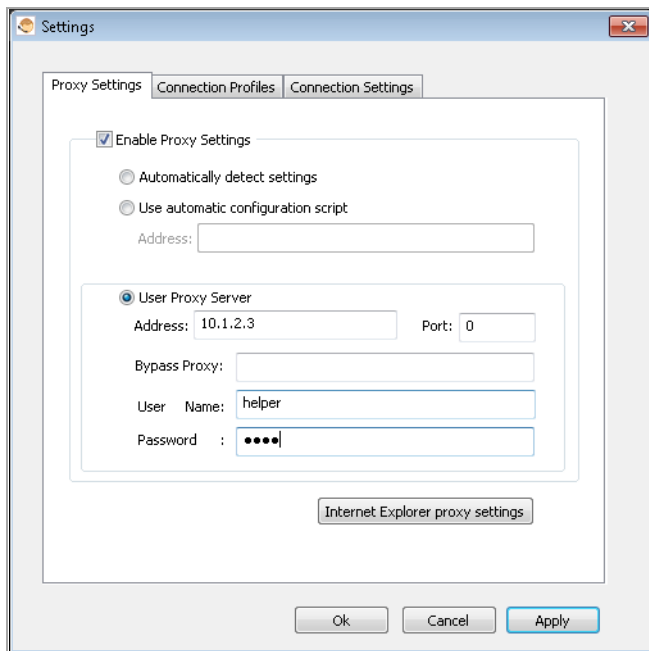 Settings
Proxy Settings Connection Profiles Connection Settings
Enable Proxy Settings
Automatically detect settings
Use automatic configuration script
Address:
User Proxy Server
Address: 10.1.2.3 Port: 0
Bypass Proxy:
User Name: helper
Password : ●●●●
Internet Explorer proxy settings
Ok Cancel Apply